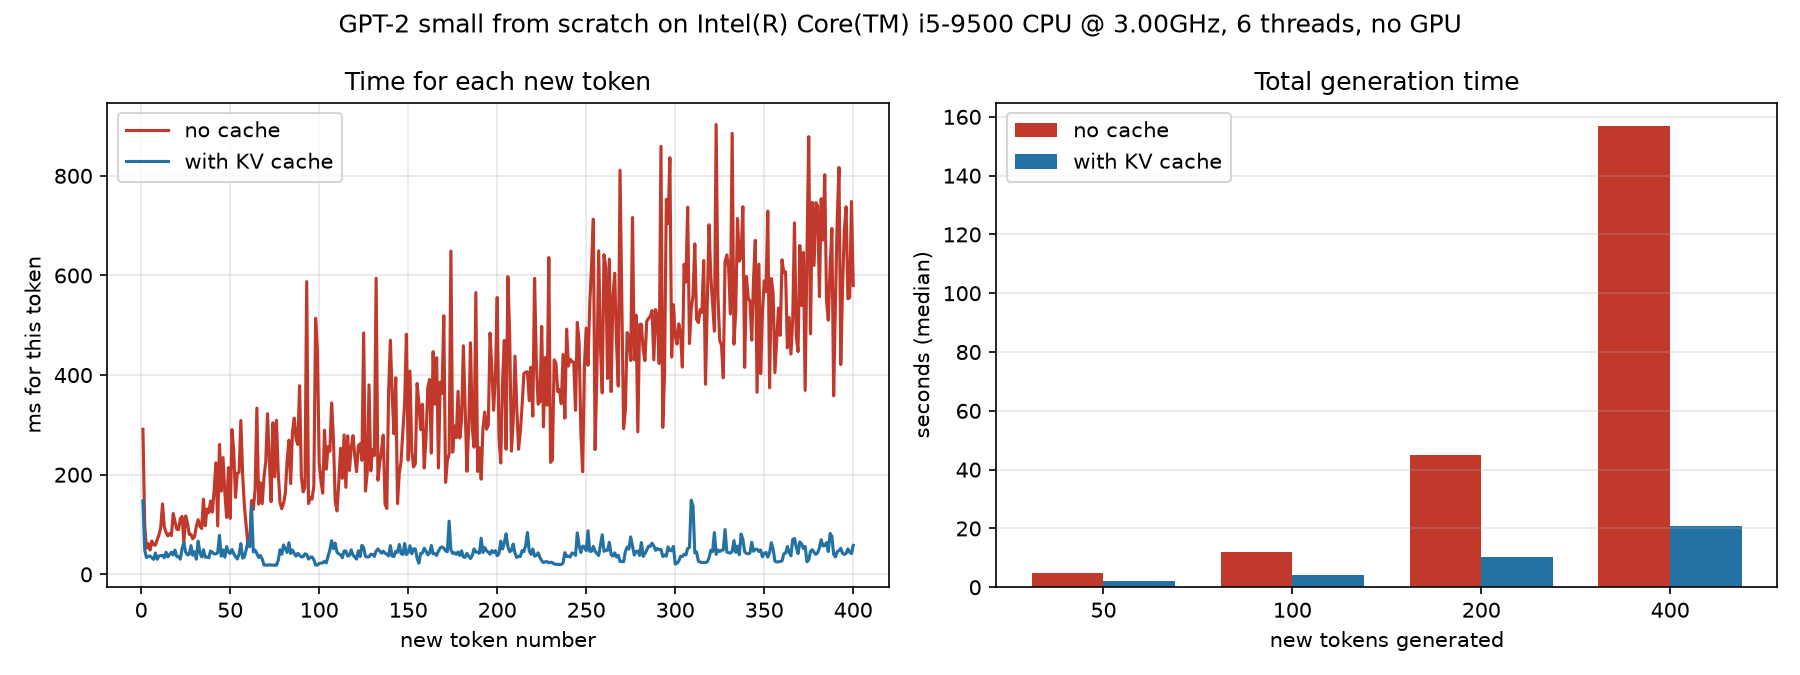 GPT-2 small from scratch on Intel(R) Core(TM) i5-9500 CPU @ 3.00GHz, 6 threads, no GPU
Time for each new token
no cache
with KV cache
ms for this token
800
600
400
200
0
0 50 100 150 200 250 300 350 400
new token number
Total generation time
no cache
with KV cache
seconds (median)
160
140
120
100
80
60
40
20
0
50 100 200 400
new tokens generated